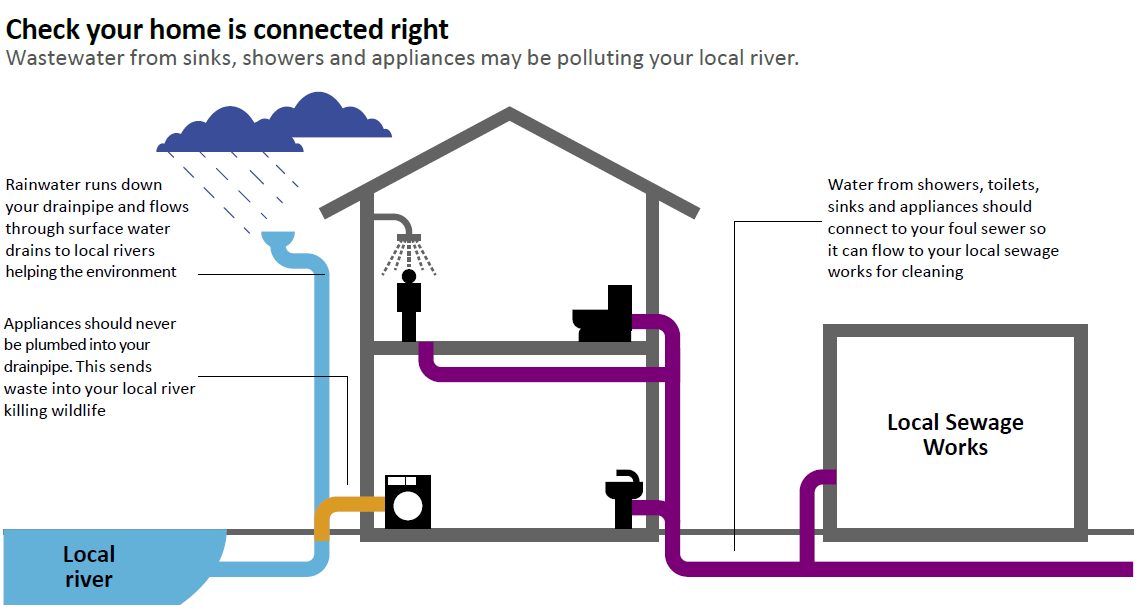 Check your home is connected right
Wastewater from sinks, showers and appliances may be polluting your local river.
Rainwater runs down
your drainpipe and flows
through surface water
drains to local rivers
helping the environment
Appliances should never
be plumbed into your
drainpipe. This sends
waste into your local river
killing wildlife
Water from showers, toilets,
sinks and appliances should
connect to your foul sewer so
it can flow to your local sewage
works for cleaning
Local Sewage
Works
Local
river